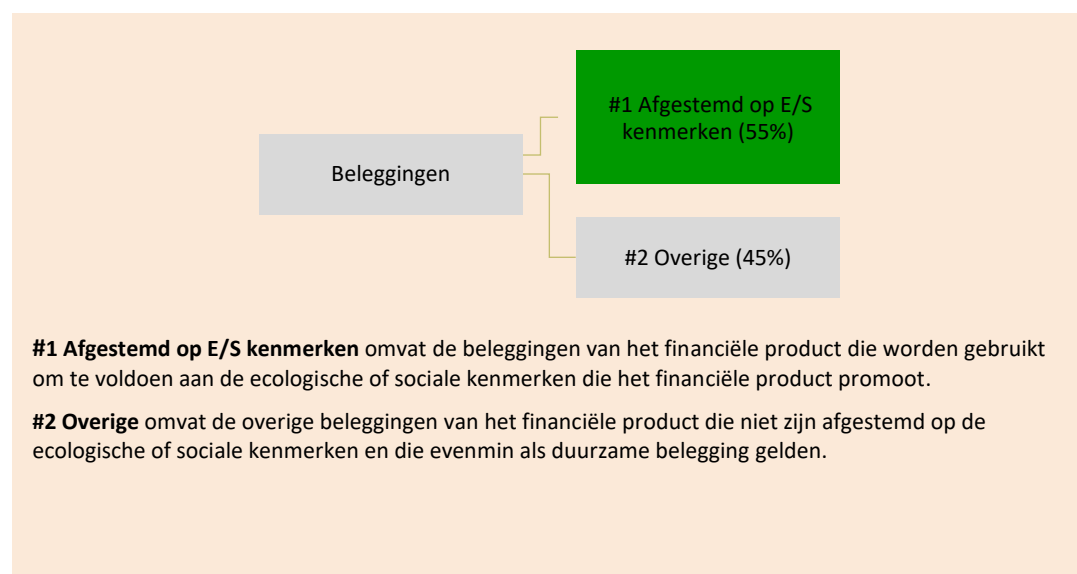 #1 Afgestemd op E/S
kenmerken (55%)
Beleggingen
#2 Overige (45%)
#1 Afgestemd op E/S kenmerken omvat de beleggingen van het financiële product die worden gebruikt
om te voldoen aan de ecologische of sociale kenmerken die het financiële product promoot.
#2 Overige omvat de overige beleggingen van het financiële product die niet zijn afgestemd op de
ecologische of sociale kenmerken en die evenmin als duurzame belegging gelden.